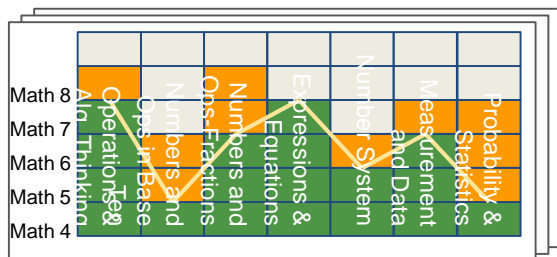 Math 8
Math 7
Math 6
Math 5
Math 4
Operations &
Alg. Thinking
Numbers and
Ops in Base
Ten
Numbers and
Ops-Fractions
Expressions &
Equations
Number System
Measurement
and Data
Probability &
Statistics